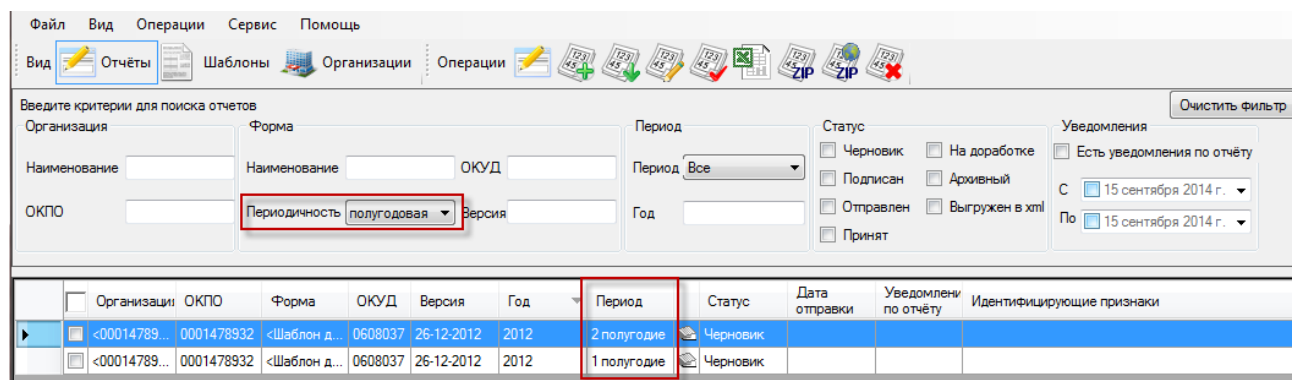 Файл Вид Операции Сервис Помощь
Вид Отчёты Шаблоны Организации Операции ZIP ZIP
Введите критерии для поиска отчетов Очистить фильтр
Организация Форма Период Статус Уведомления
Наименование Наименование ОКУД Период Все Черновик На доработке Есть уведомления по отчёту
Подписан Архивный С 15 сентября 2014 г.
ОКПО Периодичность полугодовая Версия Год Отправлен Выгружен в xml По 15 сентября 2014 г.
Принят
Организаци ОКПО Форма ОКУД Версия Год Период Статус Дата отправки Уведомлени по отчёту Идентифицирующие признаки
<00014789... 0001478932 <Шаблон д... 0608037 26-12-2012 2012 2 полугодие Черновик
<00014789... 0001478932 <Шаблон д... 0608037 26-12-2012 2012 1 полугодие Черновик